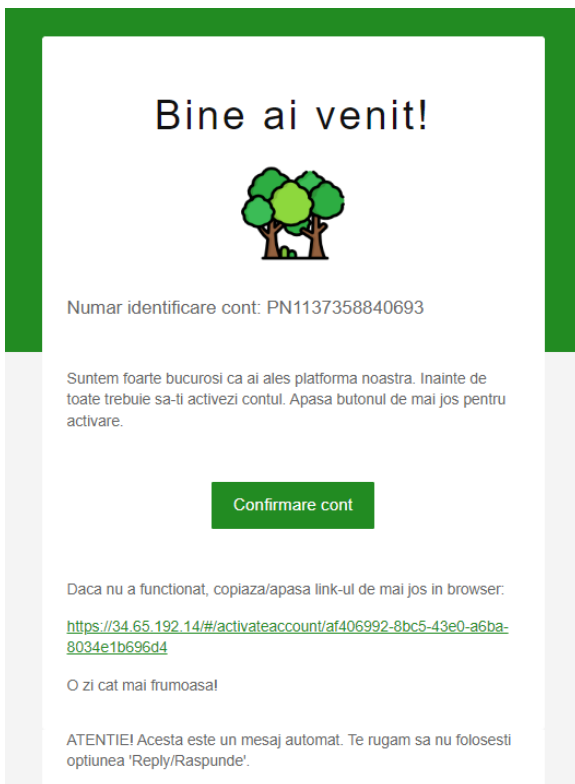 Bine ai venit!
Numar identificare cont: PN1137358840693
Suntem foarte bucurosi ca ai ales platforma noastra. Inainte de
toate trebuie sa-ti activezi contul. Apasa butonul de mai jos pentru
activare.
Confirmare cont
Daca nu a functionat, copiaza/apasa link-ul de mai jos in browser:
https://34.65.192.14/#/activateaccount/af406992-8bc5-43e0-a6ba-
8034e1b696d4
O zi cat mai frumoasa!
ATENTIE! Acesta este un mesaj automat. Te rugam sa nu folosesti
optiunea 'Reply/Raspunde'.